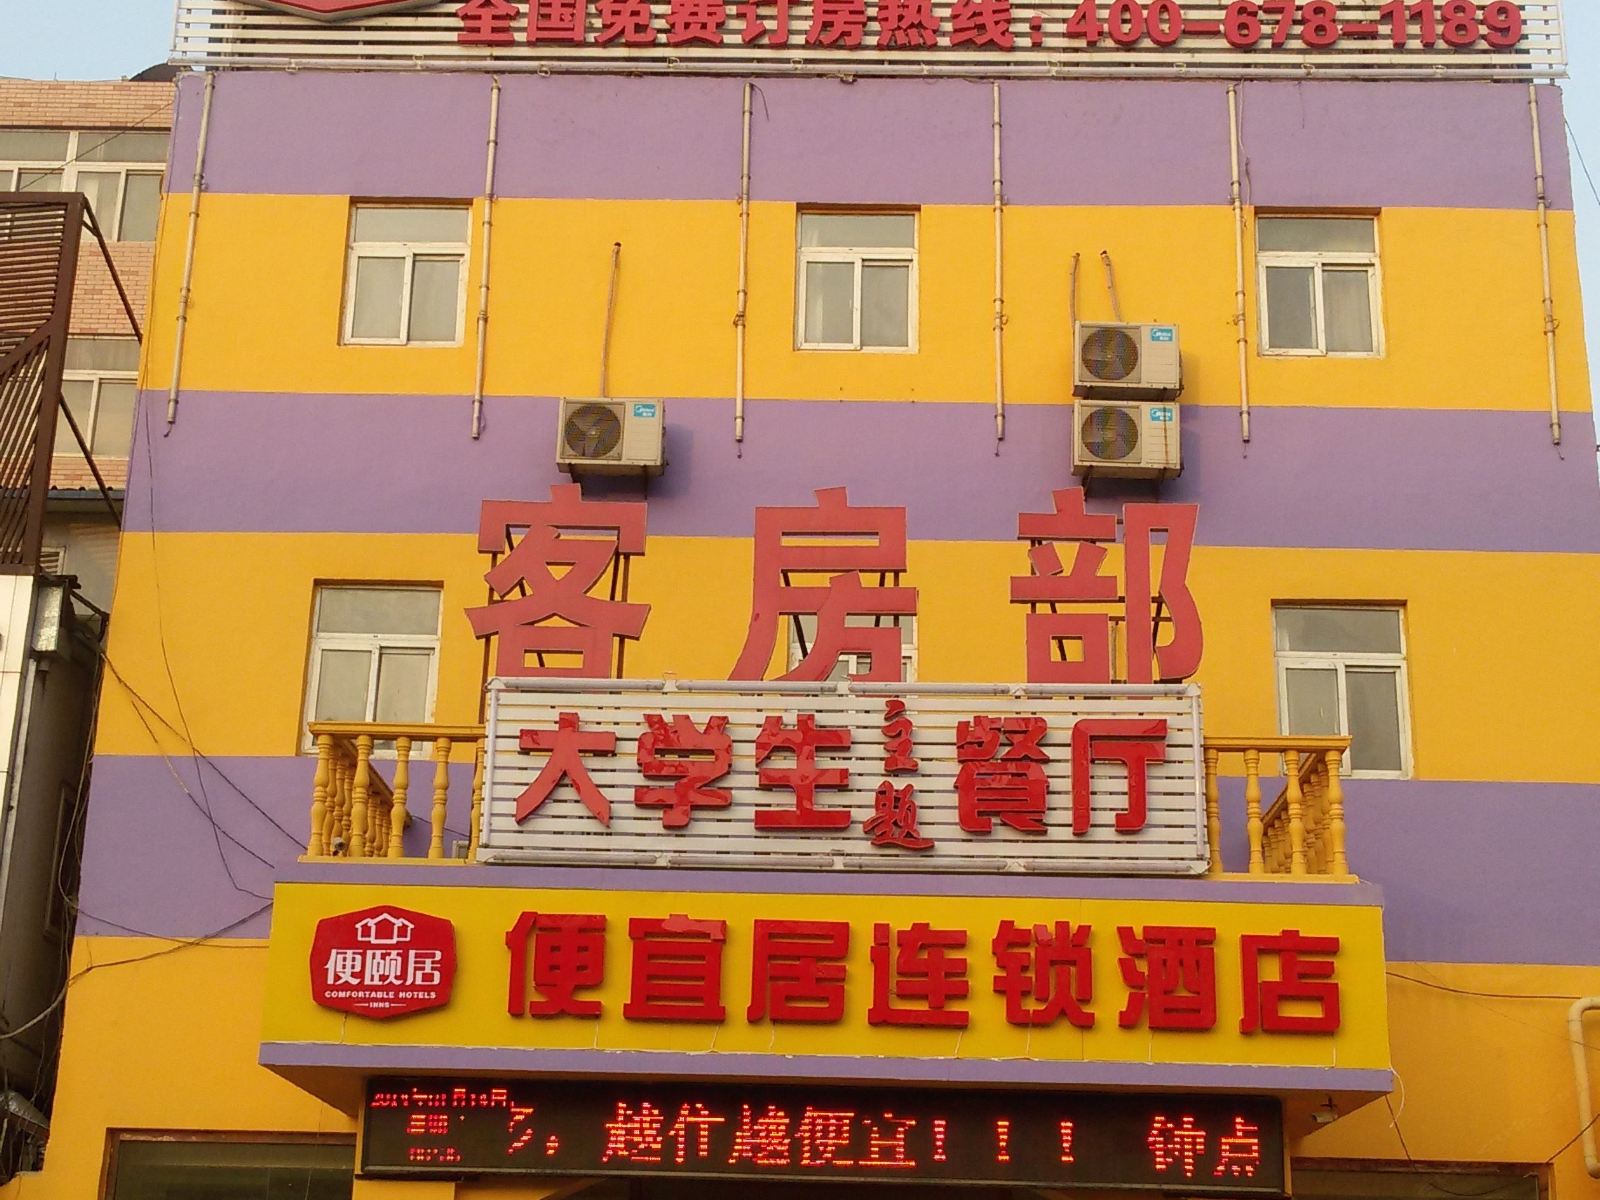 全国免费订房热线:400-678-1189
客房部
大学生主题餐厅
便颐居
COMFORTABLE HOTELS
INNS
便宜居连锁酒店
越住越便宜!!! 钟点